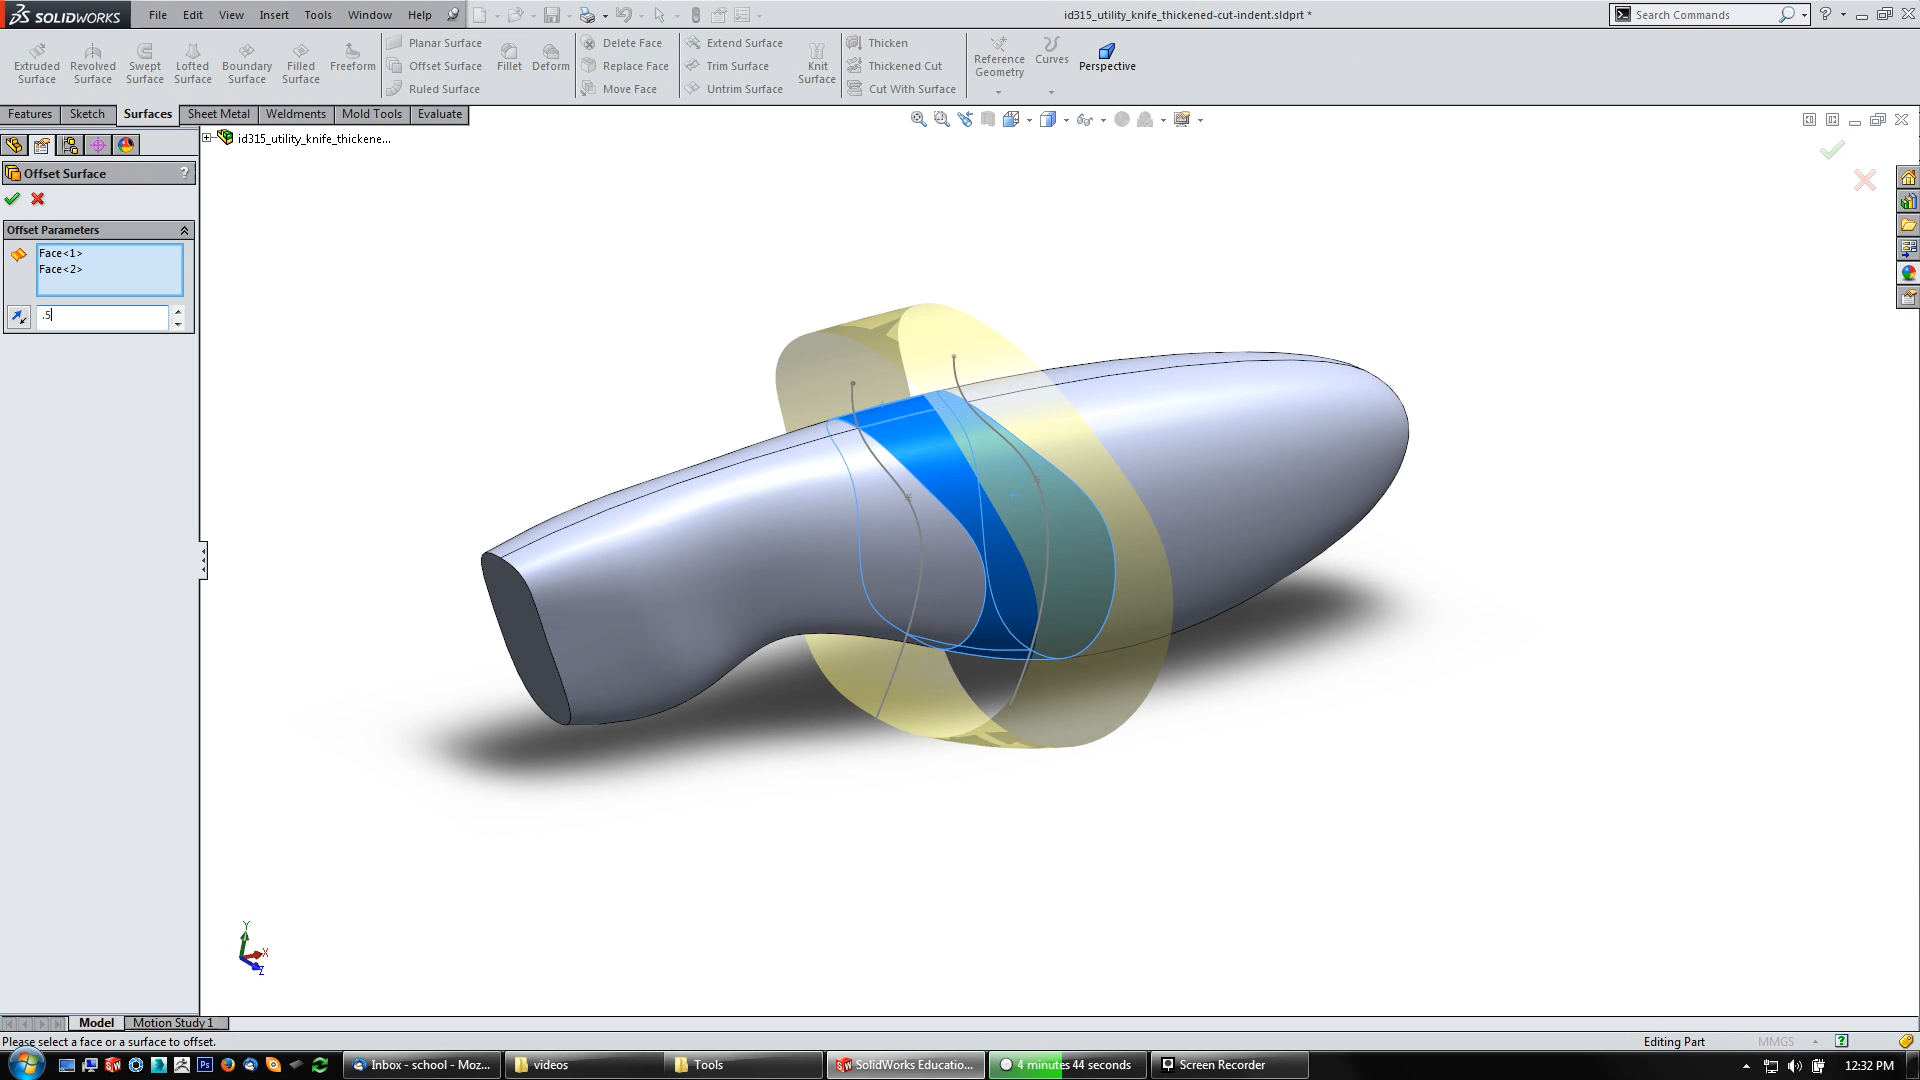 SOLIDWORKS File Edit View Insert Tools Window Help id315_utility_knife_thickened-cut-indent.sldprt * Search Commands
Extruded Surface
Revolved Surface
Swept Surface
Lofted Surface
Boundary Surface
Filled Surface
Freeform
Planar Surface
Offset Surface
Ruled Surface
Fillet
Deform
Delete Face
Replace Face
Move Face
Extend Surface
Trim Surface
Untrim Surface
Knit Surface
Thicken
Thickened Cut
Cut With Surface
Reference Geometry
Curves
Perspective
Features Sketch Surfaces Sheet Metal Weldments Mold Tools Evaluate
id315_utility_knife_thickene...
Offset Surface ?
Offset Parameters
Face<1>
Face<2>
.5
Y
X
Z
Model Motion Study 1
Please select a face or a surface to offset. Editing Part MMGS
Inbox - school - Moz... videos Tools SolidWorks Educatio... 4 minutes 44 seconds Screen Recorder 12:32 PM